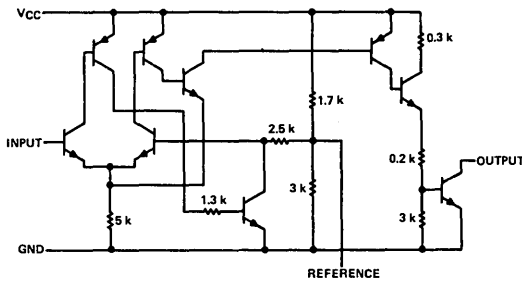 VCC
0.3 k
1.7 k
2.5 k
INPUT
0.2 k
OUTPUT
1.3 k
3 k
5 k
3 k
GND
REFERENCE